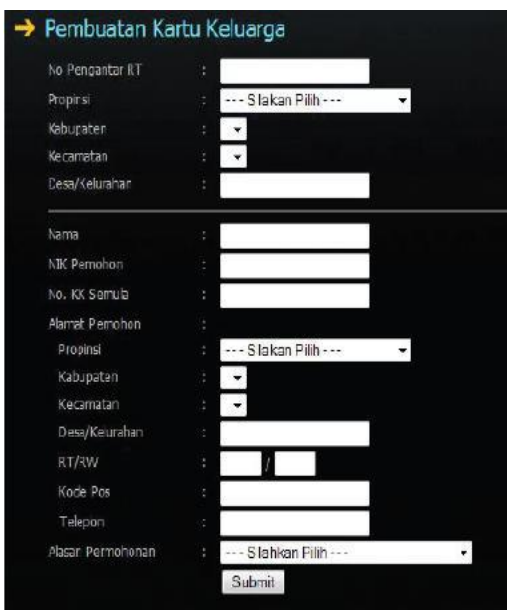 Pembuatan Kartu Keluarga
No Pengantar RT :
Propinsi : --- Silakan Pilih ---
Kabupaten :
Kecamatan :
Desa/Kelurahan :
Nama :
NIK Pemohon :
No. KK Semula :
Alamat Pemohon :
Propinsi : --- Silakan Pilih ---
Kabupaten :
Kecamatan :
Desa/Kelurahan :
RT/RW : /
Kode Pos :
Telepon :
Alasan Permohonan : --- Silahkan Pilih ---
Submit